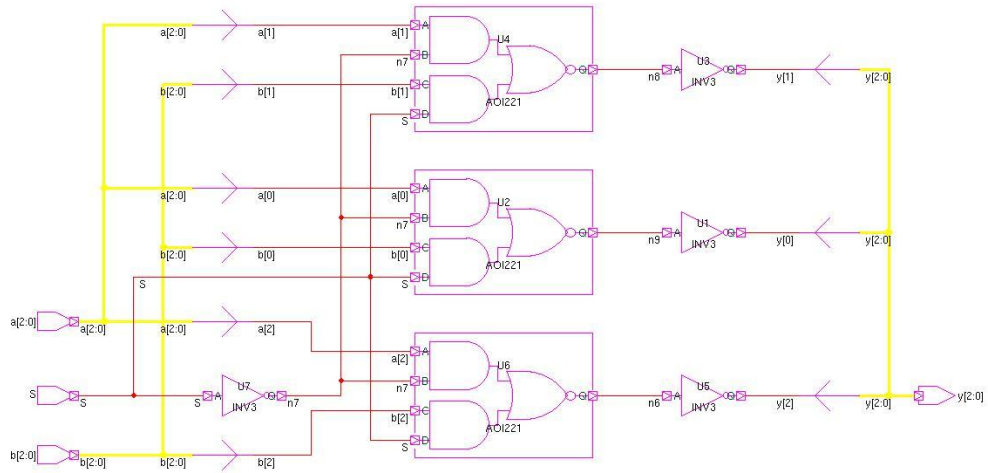 a[2:0] a[1] a[1] A U4
B n7 U3
b[2:0] b[1] b[1] C Q n8 A Q y[1] y[2:0]
AOI221 INV3
S D
a[2:0] a[0] a[0] A U2
n7 B U1
b[2:0] b[0] b[0] C Q n9 A Q y[0] y[2:0]
AOI221 INV3
S S D
a[2:0] a[2:0] a[2:0] a[2]
a[2] A U6
n7 B U5
S S S A U7 Q n7 Q n6 A Q y[2] y[2:0] y[2:0]
INV3 b[2] C AOI221 INV3
S D
b[2:0] b[2:0] b[2:0] b[2]